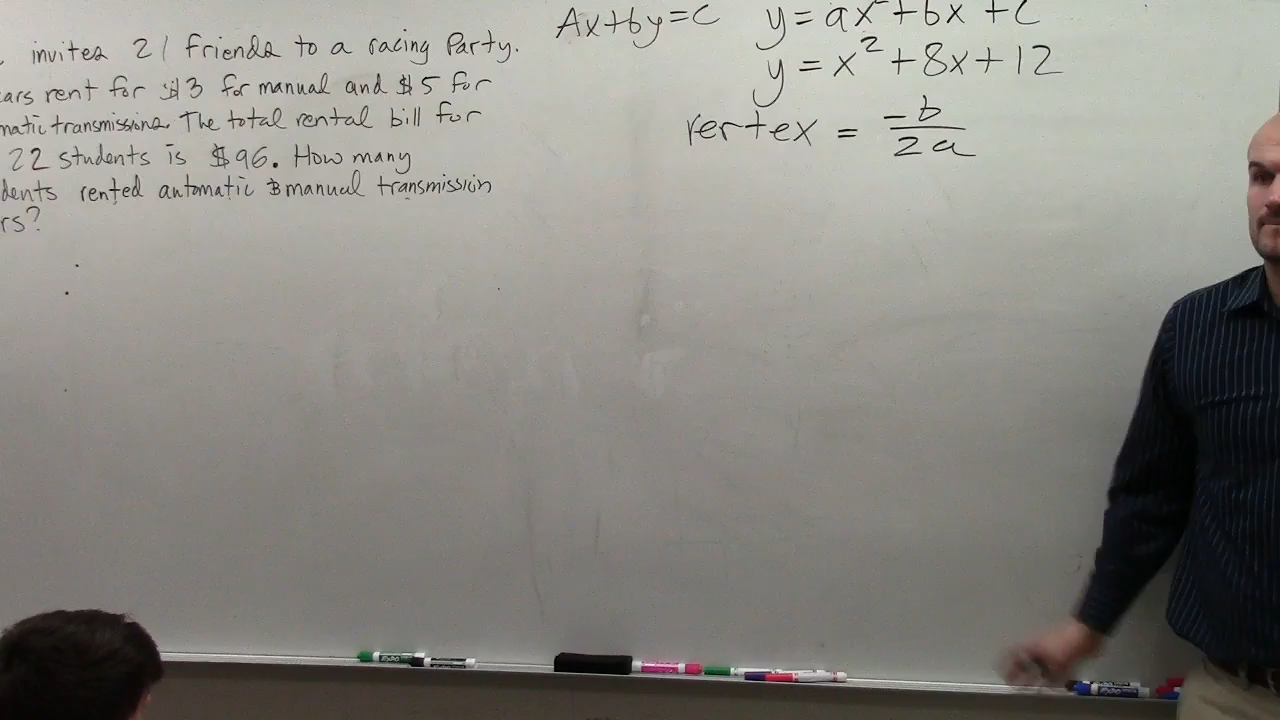 invites 21 friends to a racing Party.
cars rent for $3 for manual and $5 for
matic transmissions. The total rental bill for
22 students is $96. How many
dents rented automatic & manual transmission
rs?
Ax+by=c
y=ax²+bx+c
y=x²+8x+12
vertex = -b/2a